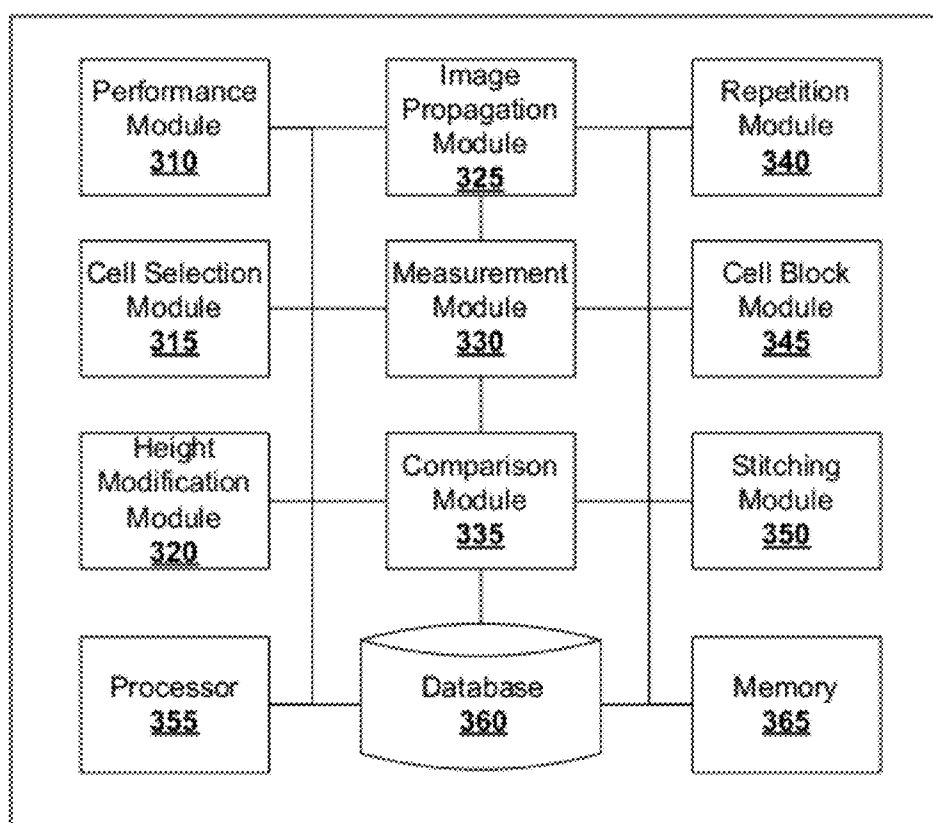 Performance
Module
310
Image
Propagation
Module
325
Repetition
Module
340
Cell Selection
Module
315
Measurement
Module
330
Cell Block
Module
345
Height
Modification
Module
320
Comparison
Module
335
Stitching
Module
350
Processor
355
Database
360
Memory
365